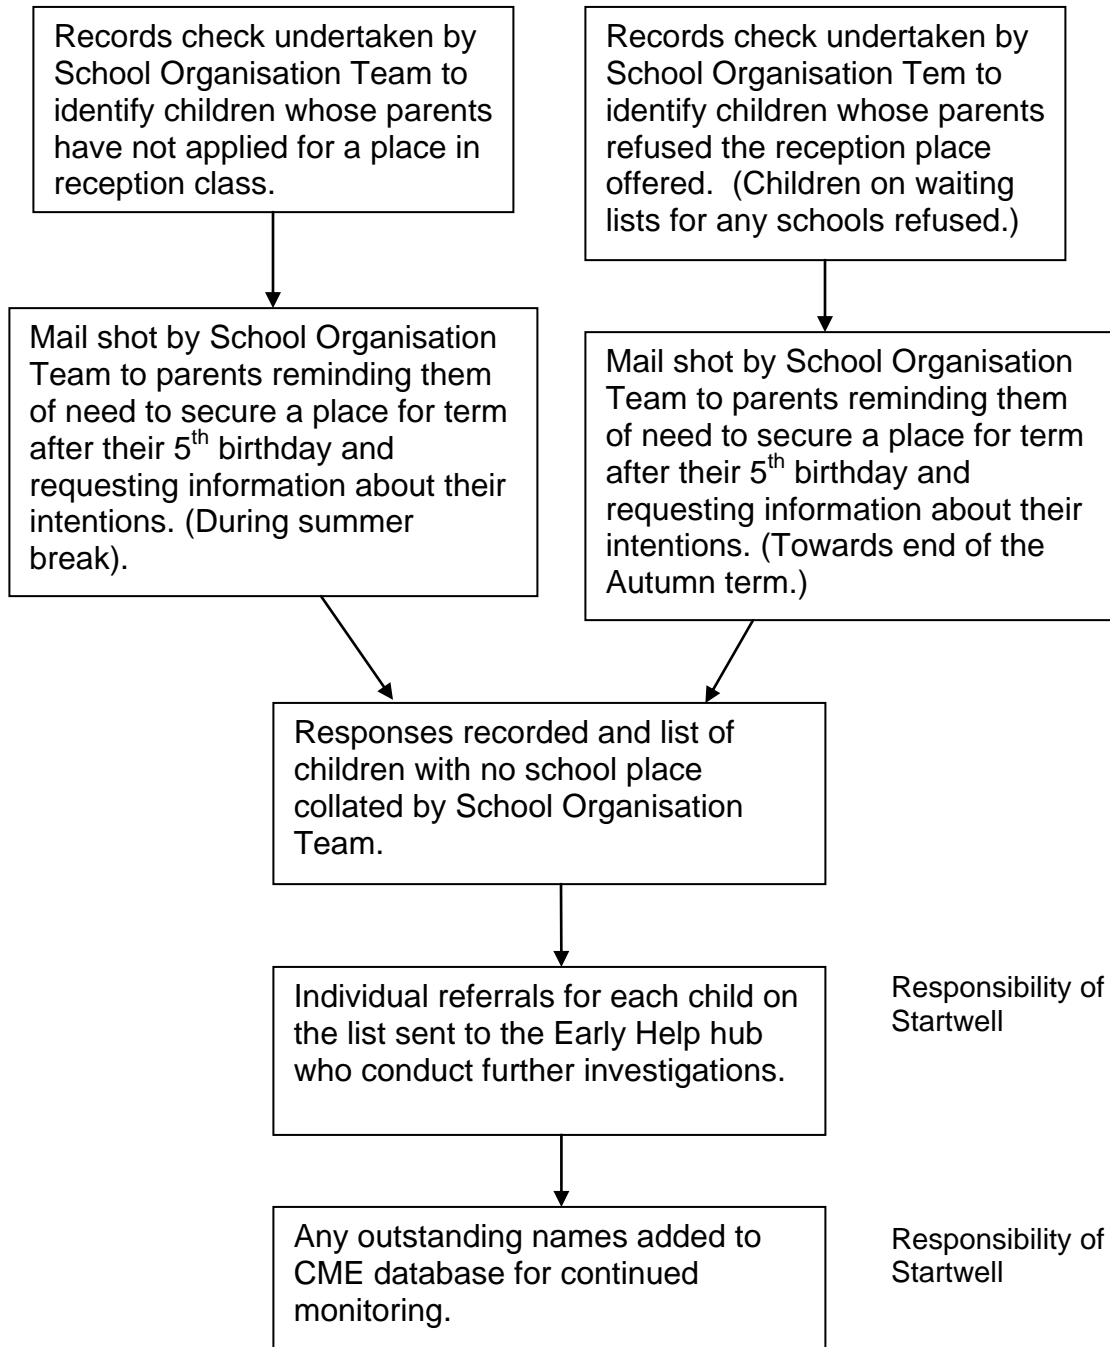 Records check undertaken by
School Organisation Team to
identify children whose parents
have not applied for a place in
reception class.
Records check undertaken by
School Organisation Tem to
identify children whose parents
refused the reception place
offered.  (Children on waiting
lists for any schools refused.)
Mail shot by School Organisation
Team to parents reminding them
of need to secure a place for term
after their 5th birthday and
requesting information about their
intentions. (During summer
break).
Mail shot by School Organisation
Team to parents reminding them
of need to secure a place for term
after their 5th birthday and
requesting information about their
intentions. (Towards end of the
Autumn term.)
Responses recorded and list of
children with no school place
collated by School Organisation
Team.
Individual referrals for each child on
the list sent to the Early Help hub
who conduct further investigations.
Responsibility of
Startwell
Any outstanding names added to
CME database for continued
monitoring.
Responsibility of
Startwell